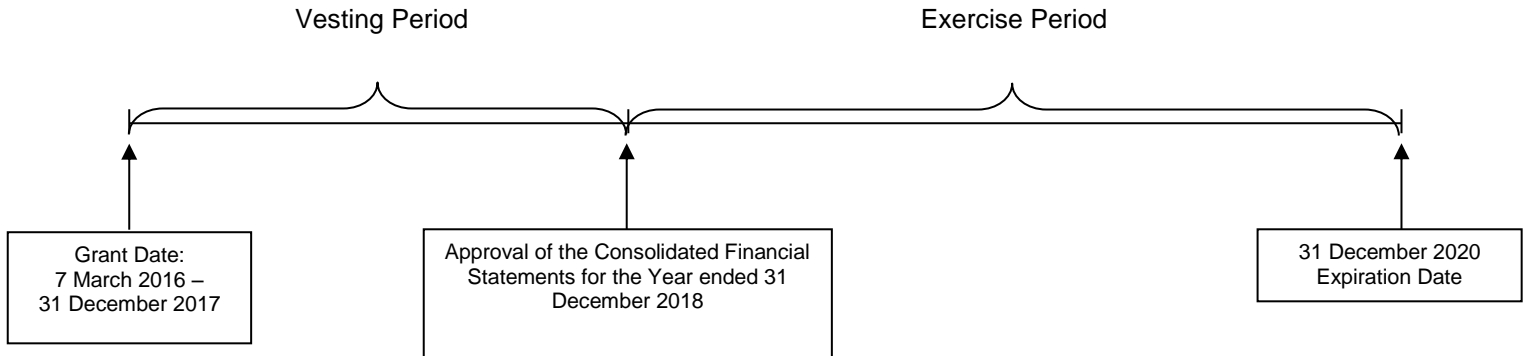 Vesting Period
Exercise Period
Grant Date:
7 March 2016 –
31 December 2017
Approval of the Consolidated Financial
Statements for the Year ended 31
December 2018
31 December 2020
Expiration Date